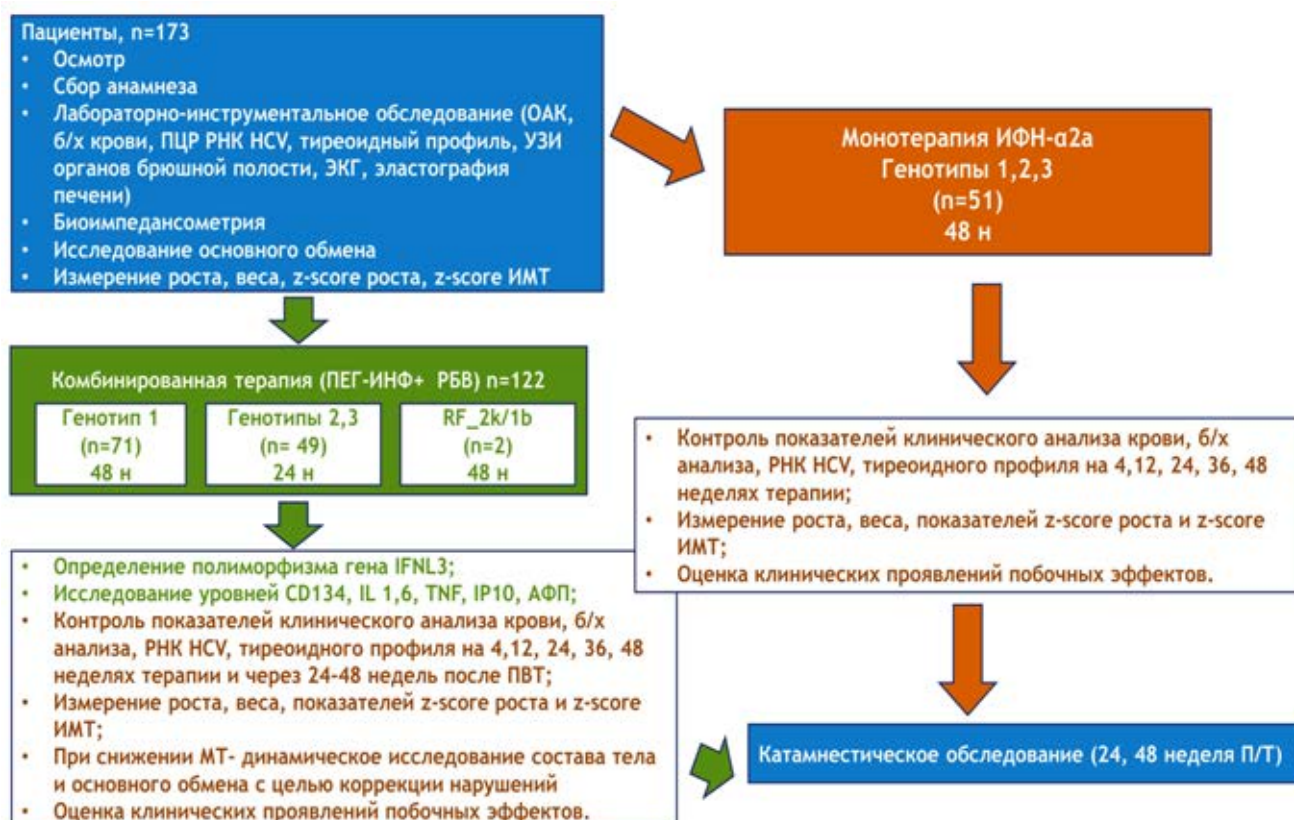 Пациенты, n=173
• Осмотр
• Сбор анамнеза
• Лабораторно-инструментальное обследование (ОАК,
б/х крови, ПЦР РНК HCV, тиреоидный профиль, УЗИ
органов брюшной полости, ЭКГ, эластография
печени)
• Биоимпедансометрия
• Исследование основного обмена
• Измерение роста, веса, z-score роста, z-score ИМТ
Монотерапия ИФН-α2a
Генотипы 1,2,3
(n=51)
48 н
Комбинированная терапия (ПЕГ-ИНФ+ РБВ) n=122
Генотип 1
(n=71)
48 н
Генотипы 2,3
(n= 49)
24 н
RF_2k/1b
(n=2)
48 н
• Определение полиморфизма гена IFNL3;
• Исследование уровней CD134, IL 1,6, TNF, IP10, АФП;
• Контроль показателей клинического анализа крови, б/х
анализа, РНК HCV, тиреоидного профиля на 4,12, 24, 36, 48
неделях терапии и через 24-48 недель после ПВТ;
• Измерение роста, веса, показателей z-score роста и z-score
ИМТ;
• При снижении МТ- динамическое исследование состава тела
и основного обмена с целью коррекции нарушений
• Оценка клинических проявлений побочных эффектов.
• Контроль показателей клинического анализа крови, б/х
анализа, РНК HCV, тиреоидного профиля на 4,12, 24, 36, 48
неделях терапии;
• Измерение роста, веса, показателей z-score роста и z-score
ИМТ;
• Оценка клинических проявлений побочных эффектов.
Катамнестическое обследование (24, 48 неделя П/Т)